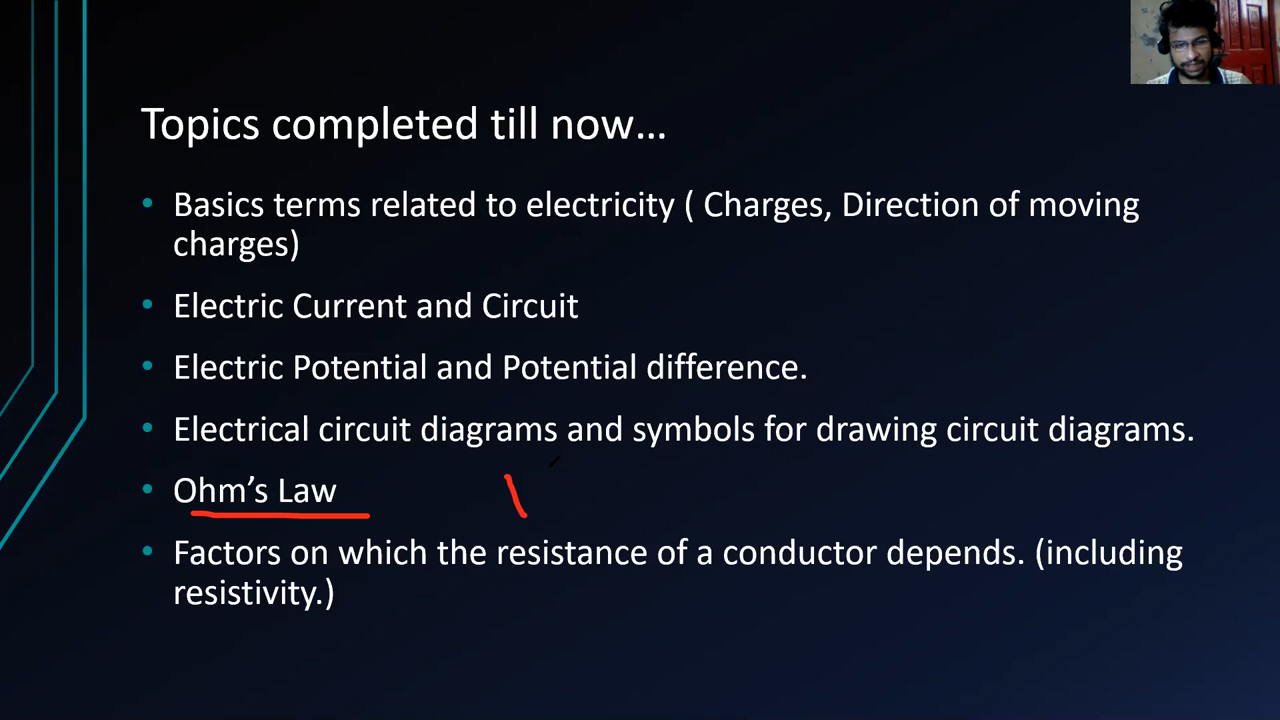 Topics completed till now...
• Basics terms related to electricity ( Charges, Direction of moving
charges)
• Electric Current and Circuit
• Electric Potential and Potential difference.
• Electrical circuit diagrams and symbols for drawing circuit diagrams.
• Ohm's Law
• Factors on which the resistance of a conductor depends. (including
resistivity.)